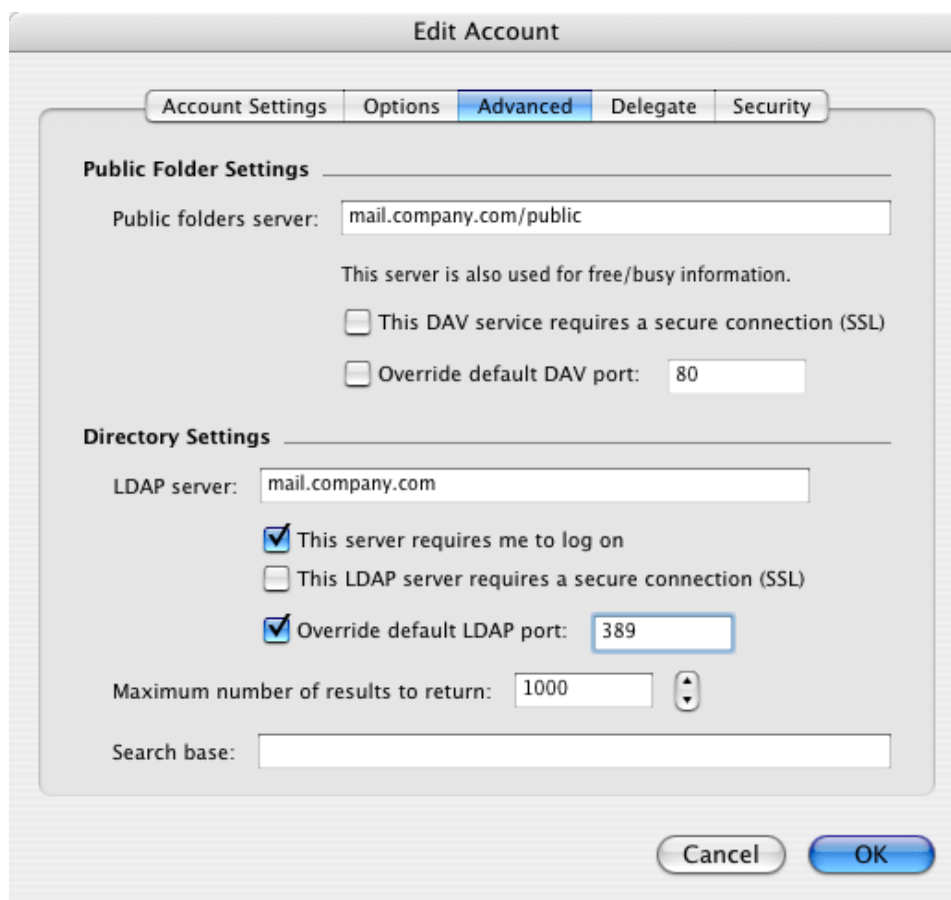 Edit Account
Account Settings Options Advanced Delegate Security
Public Folder Settings
Public folders server: mail.company.com/public
This server is also used for free/busy information.
This DAV service requires a secure connection (SSL)
Override default DAV port: 80
Directory Settings
LDAP server: mail.company.com
This server requires me to log on
This LDAP server requires a secure connection (SSL)
Override default LDAP port: 389
Maximum number of results to return: 1000
Search base:
Cancel OK